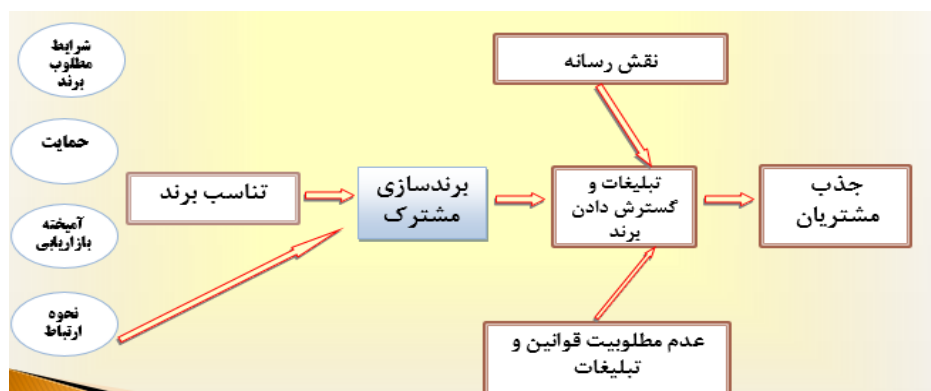 شرایط
مطلوب
برند
نقش رسانه
حمایت
تناسب برند
برندسازی
مشترک
تبلیغات و
گسترش دادن
برند
جذب
مشتریان
آمیخته
بازاریابی
نحوه
ارتباط
عدم مطلوبیت قوانین و
تبلیغات